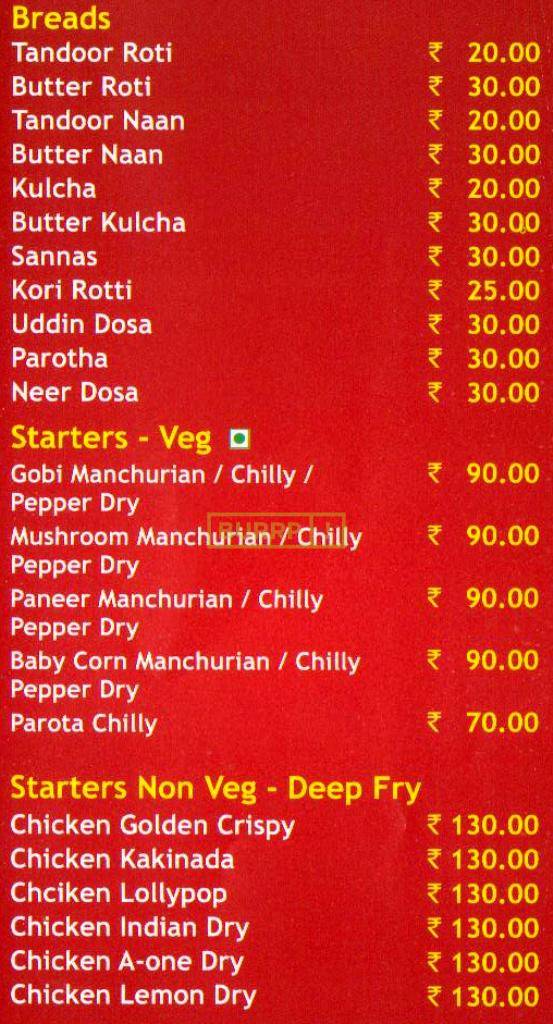 Breads
Tandoor Roti ₹ 20.00
Butter Roti ₹ 30.00
Tandoor Naan ₹ 20.00
Butter Naan ₹ 30.00
Kulcha ₹ 20.00
Butter Kulcha ₹ 30.00
Sannas ₹ 30.00
Kori Rotti ₹ 25.00
Uddin Dosa ₹ 30.00
Parotha ₹ 30.00
Neer Dosa ₹ 30.00
Starters - Veg
Gobi Manchurian / Chilly / ₹ 90.00
Pepper Dry
Mushroom Manchurian / Chilly ₹ 90.00
Pepper Dry
Paneer Manchurian / Chilly ₹ 90.00
Pepper Dry
Baby Corn Manchurian / Chilly ₹ 90.00
Pepper Dry
Parota Chilly ₹ 70.00
Starters Non Veg - Deep Fry
Chicken Golden Crispy ₹ 130.00
Chicken Kakinada ₹ 130.00
Chciken Lollypop ₹ 130.00
Chicken Indian Dry ₹ 130.00
Chicken A-one Dry ₹ 130.00
Chicken Lemon Dry ₹ 130.00